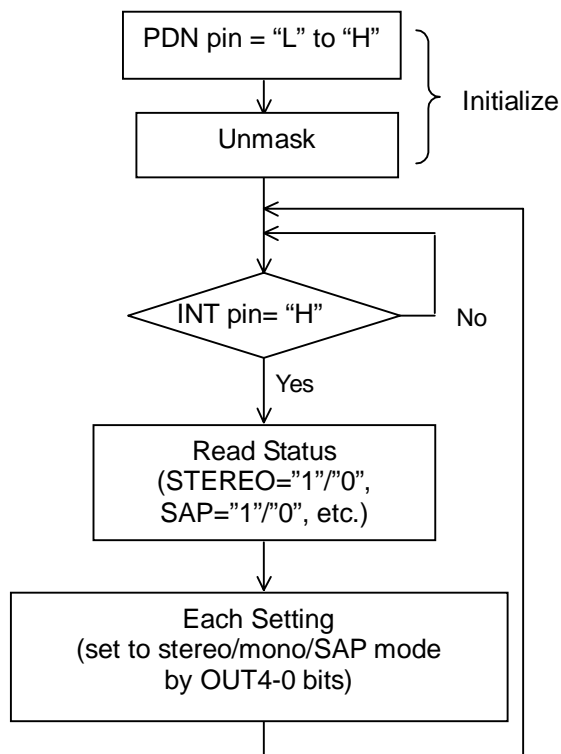 PDN pin = “L” to “H”
Initialize
Unmask
INT pin= “H”
No
Yes
Read Status
(STEREO=”1”/”0”,
SAP=”1”/”0”, etc.)
Each Setting
(set to stereo/mono/SAP mode
by OUT4-0 bits)